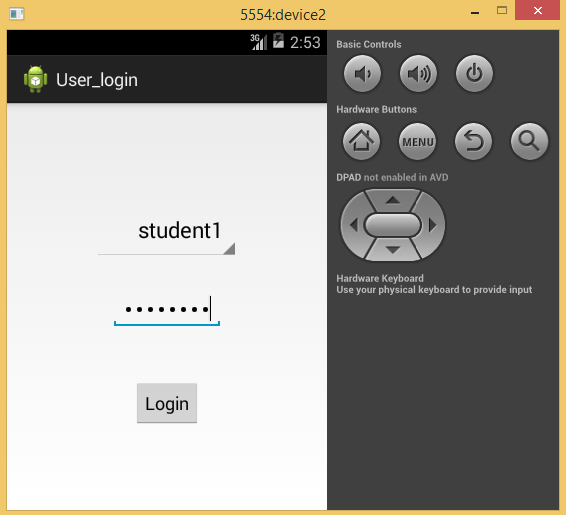 5554:device2
3G 2:53
User_login
student1
••••••••
Login
Basic Controls
Hardware Buttons
MENU
DPAD not enabled in AVD
Hardware Keyboard
Use your physical keyboard to provide input